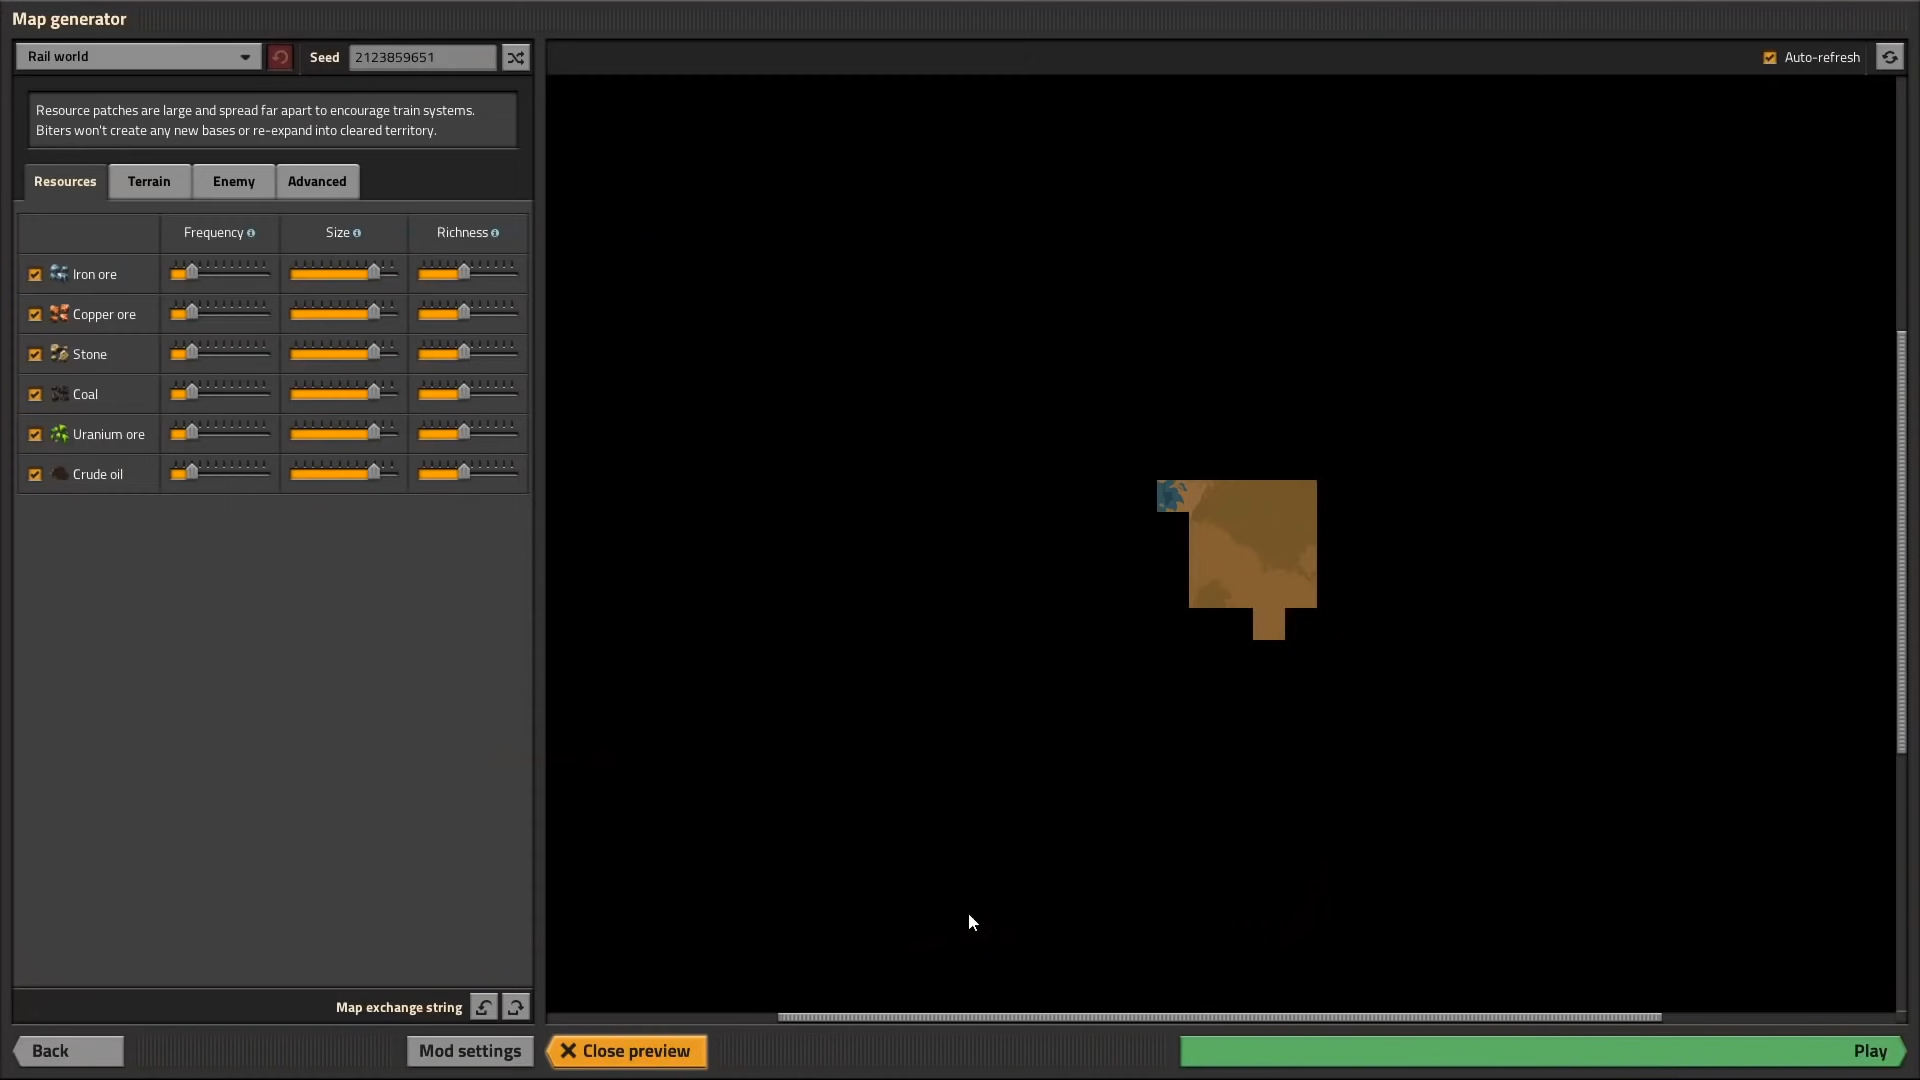 Map generator
Rail world
Seed
2123859651
Auto-refresh
Resource patches are large and spread far apart to encourage train systems.
Biters won't create any new bases or re-expand into cleared territory.
Resources
Terrain
Enemy
Advanced
Frequency
Size
Richness
Iron ore
Copper ore
Stone
Coal
Uranium ore
Crude oil
Map exchange string
Back
Mod settings
Close preview
Play